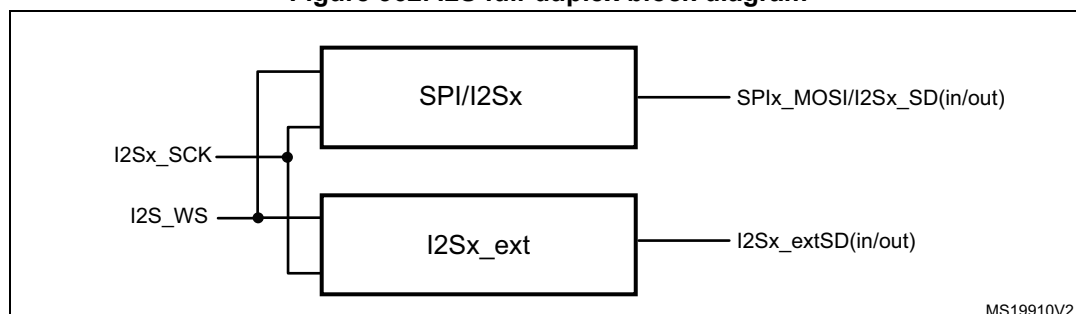 Figure I2S full-duplex block diagram
SPI/I2Sx
SPIx_MOSI/I2Sx_SD(in/out)
I2Sx_SCK
I2S_WS
I2Sx_ext
I2Sx_extSD(in/out)
MS19910V2